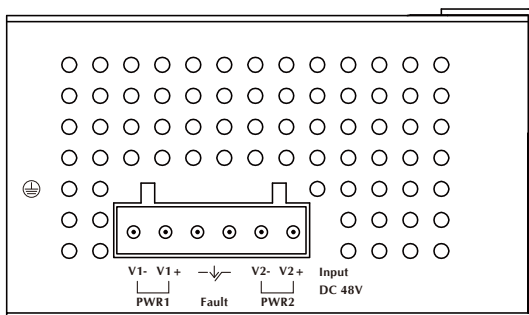 V1- V1+ V2- V2+ Input
DC 48V
PWR1 Fault PWR2